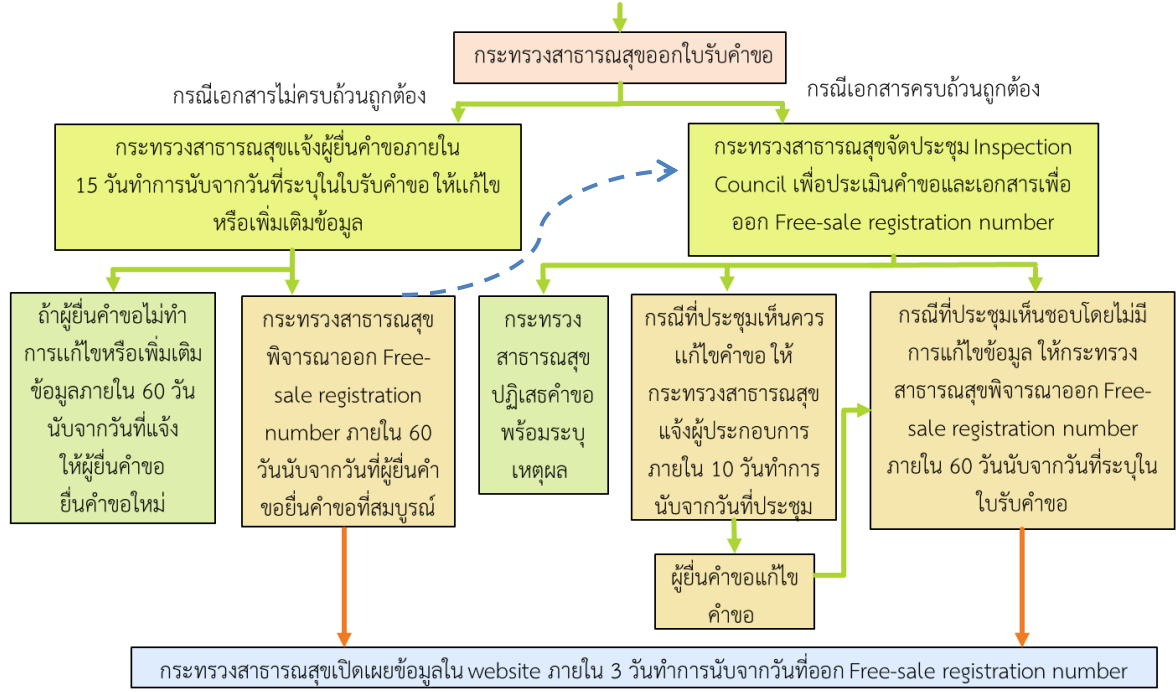 กระทรวงสาธารณสุขออกใบรับคำขอ
กรณีเอกสารไม่ครบถ้วนถูกต้อง
กรณีเอกสารครบถ้วนถูกต้อง
กระทรวงสาธารณสุขแจ้งผู้ยื่นคำขอภายใน
15 วันทำการนับจากวันที่ระบุในใบรับคำขอ ให้แก้ไข
หรือเพิ่มเติมข้อมูล
กระทรวงสาธารณสุขจัดประชุม Inspection
Council เพื่อประเมินคำขอและเอกสารเพื่อ
ออก Free-sale registration number
ถ้าผู้ยื่นคำขอไม่ทำ
การแก้ไขหรือเพิ่มเติม
ข้อมูลภายใน 60 วัน
นับจากวันที่แจ้ง
ให้ผู้ยื่นคำขอ
ยื่นคำขอใหม่
กระทรวงสาธารณสุข
พิจารณาออก Free-
sale registration
number ภายใน 60
วันนับจากวันที่ผู้ยื่นคำ
ขอยื่นคำขอที่สมบูรณ์
กระทรวง
สาธารณสุข
ปฏิเสธคำขอ
พร้อมระบุ
เหตุผล
กรณีที่ประชุมเห็นควร
แก้ไขคำขอ ให้
กระทรวงสาธารณสุข
แจ้งผู้ประกอบการ
ภายใน 10 วันทำการ
นับจากวันที่ประชุม
กรณีที่ประชุมเห็นชอบโดยไม่มี
การแก้ไขข้อมูล ให้กระทรวง
สาธารณสุขพิจารณาออก Free-
sale registration number
ภายใน 60 วันนับจากวันที่ระบุใน
ใบรับคำขอ
ผู้ยื่นคำขอแก้ไข
คำขอ
กระทรวงสาธารณสุขเปิดเผยข้อมูลใน website ภายใน 3 วันทำการนับจากวันที่ออก Free-sale registration number